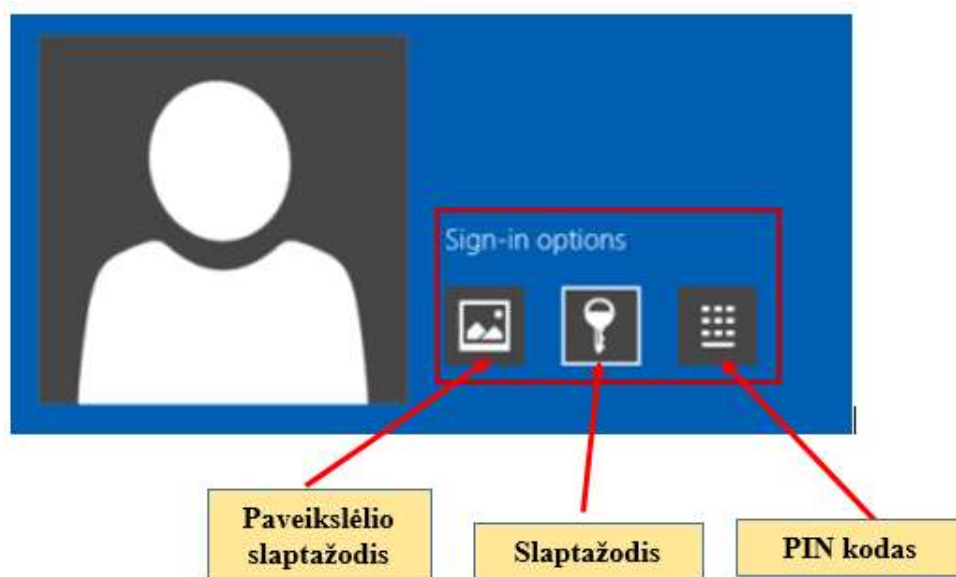 Sign-in options
Paveikslėlio
slaptažodis
Slaptažodis
PIN kodas